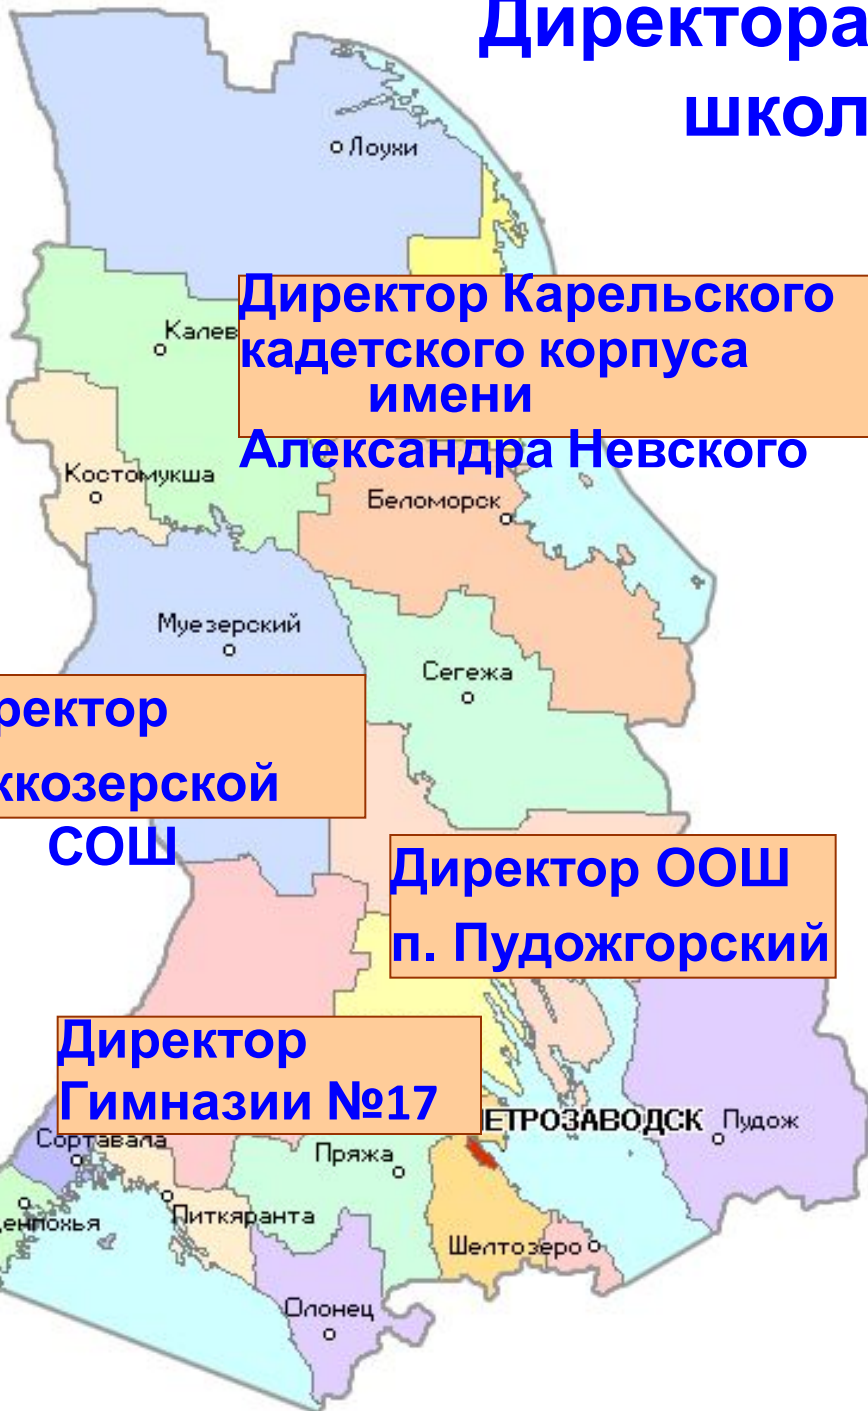 Директора
школ
Лоухи
Директор Карельского
кадетского корпуса
имени
Александра Невского
Калев
Костомукша
Беломорск
Муезерский
Сегежа
ректор
ккозерской
СОШ
Директор ООШ
п. Пудожгорский
Директор
Гимназии №17
ЕТРОЗАВОДСК
Пудож
Сортавала
Пряжа
Питкяранта
денпохья
Шелтозеро
Олонец